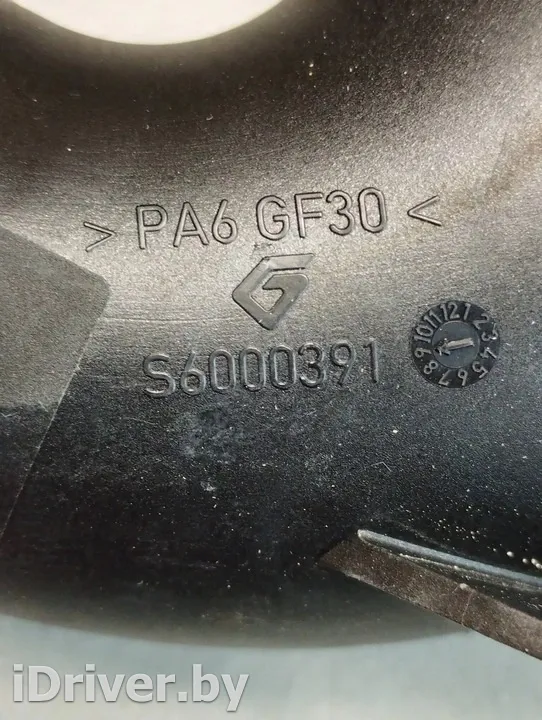 > PA6 GF30 <
S6000391
1 2 3 4 5 6 7 8 9 10 11 12
iDriver.by